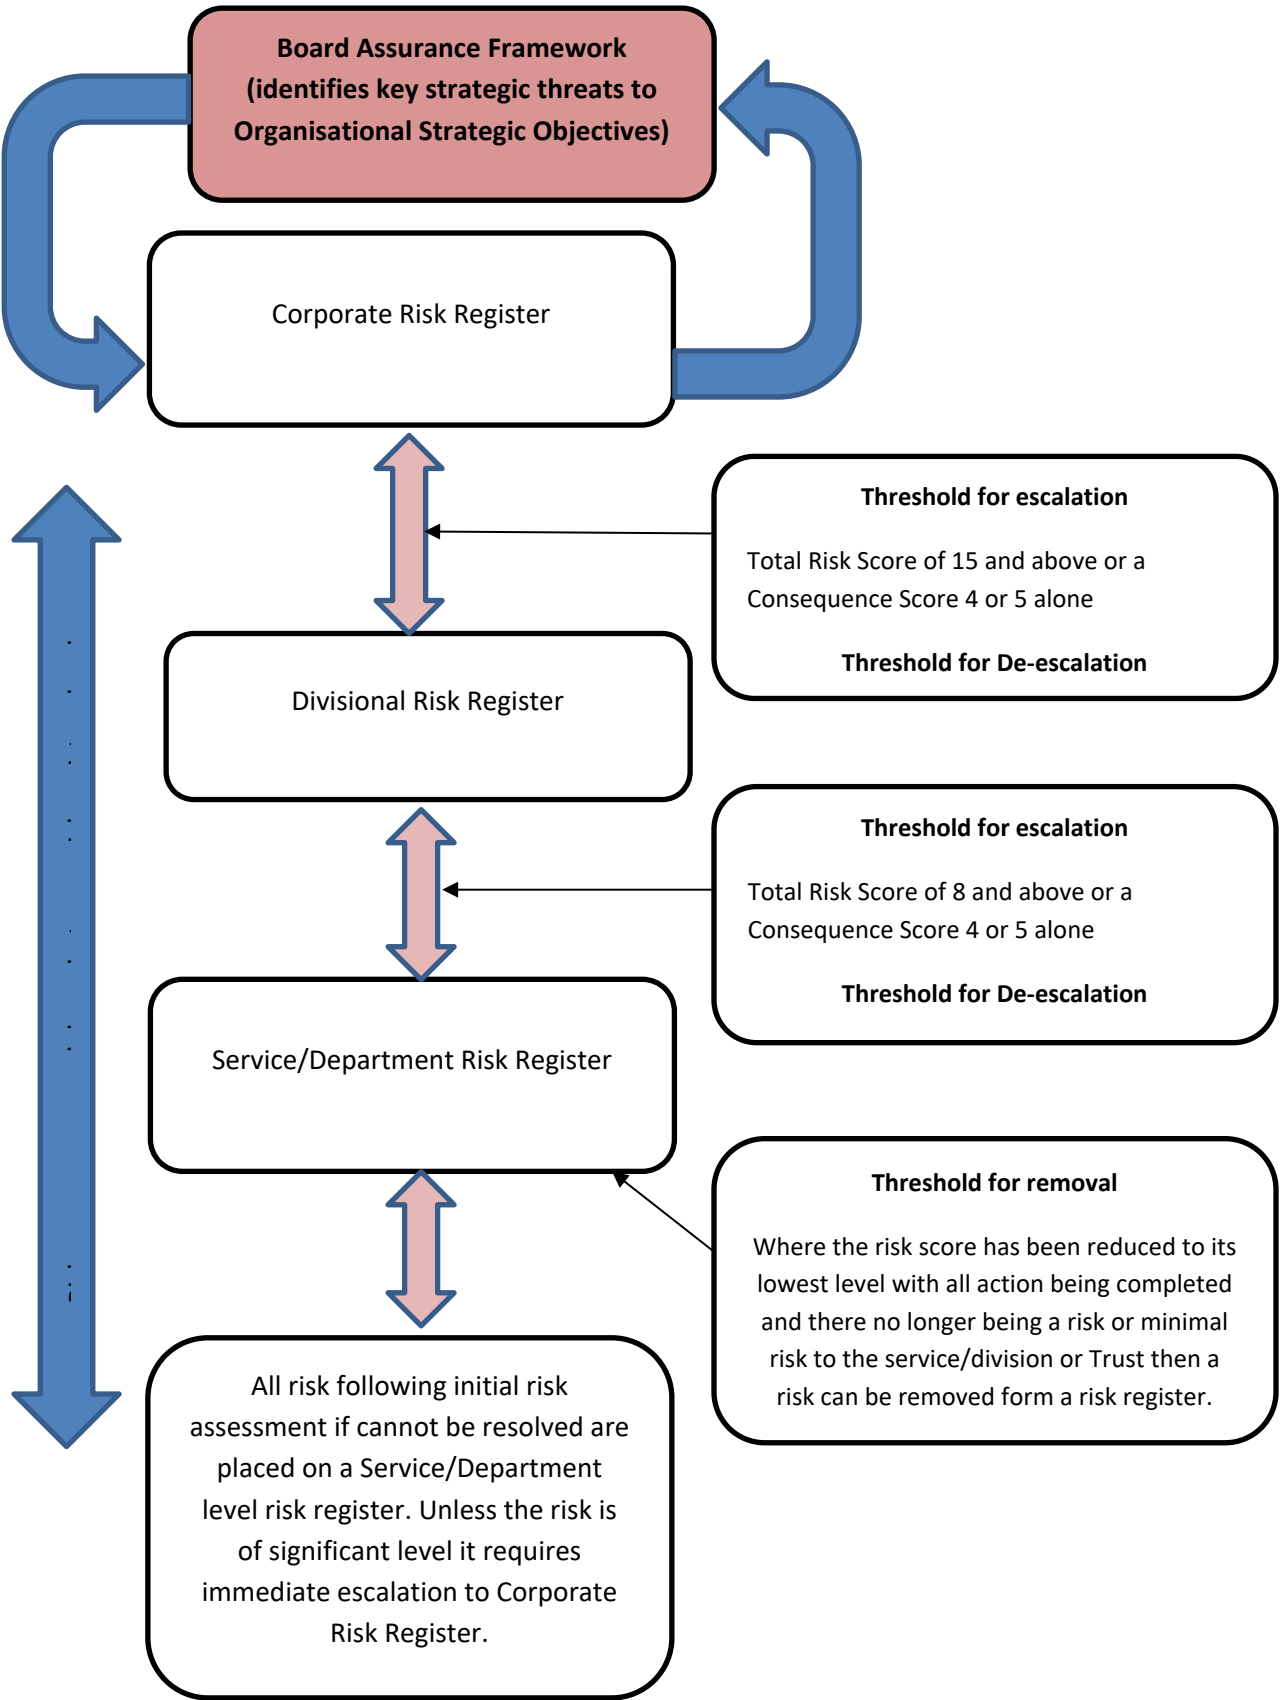 Board Assurance Framework
(identifies key strategic threats to
Organisational Strategic Objectives)
Corporate Risk Register
Threshold for escalation
Total Risk Score of 15 and above or a
Consequence Score 4 or 5 alone
Threshold for De-escalation
Divisional Risk Register
Threshold for escalation
Total Risk Score of 8 and above or a
Consequence Score 4 or 5 alone
Threshold for De-escalation
Service/Department Risk Register
Threshold for removal
Where the risk score has been reduced to its
lowest level with all action being completed
and there no longer being a risk or minimal
risk to the service/division or Trust then a
risk can be removed form a risk register.
All risk following initial risk
assessment if cannot be resolved are
placed on a Service/Department
level risk register. Unless the risk is
of significant level it requires
immediate escalation to Corporate
Risk Register.